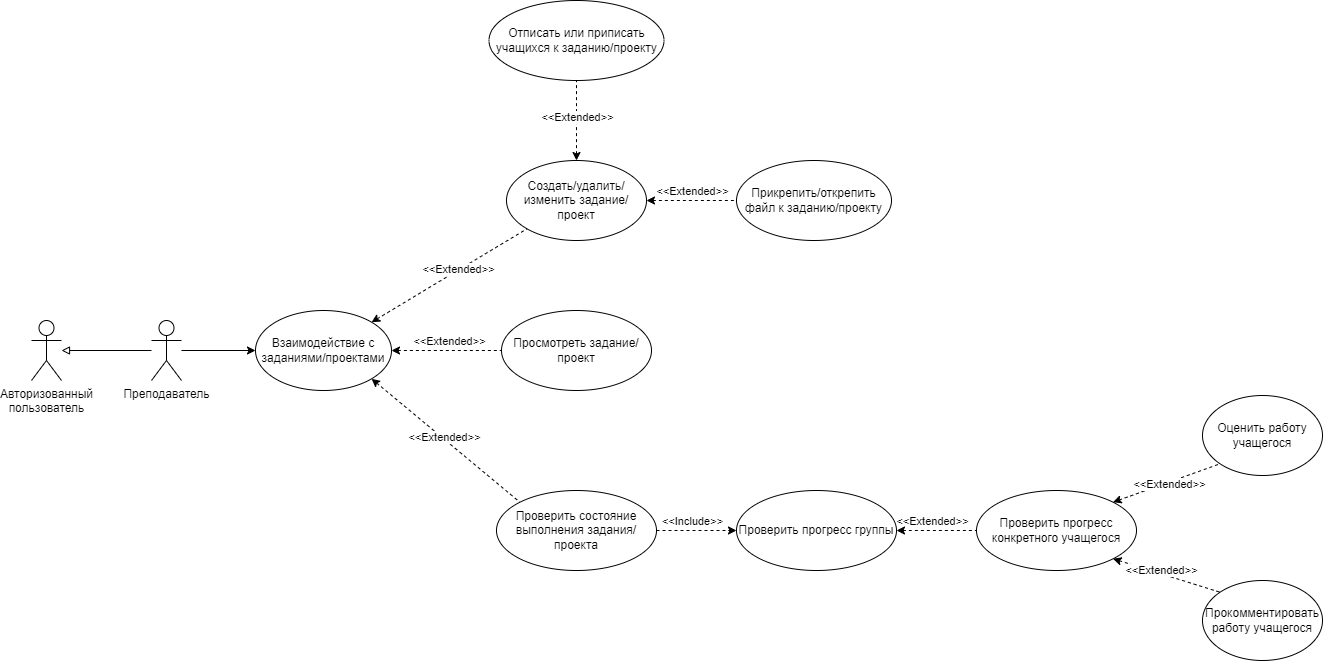 Отписать или приписать
учащихся к заданию/проекту
<<Extended>>
Создать/удалить/
изменить задание/
проект
<<Extended>>
Прикрепить/открепить
файл к заданию/проекту
<<Extended>>
Взаимодействие с
заданиями/проектами
<<Extended>>
Просмотреть задание/
проект
Авторизованный
пользователь
Преподаватель
<<Extended>>
Проверить состояние
выполнения задания/
проекта
<<Include>>
Проверить прогресс группы
<<Extended>>
Проверить прогресс
конкретного учащегося
Оценить работу
учащегося
<<Extended>>
<<Extended>>
Прокомментировать
работу учащегося